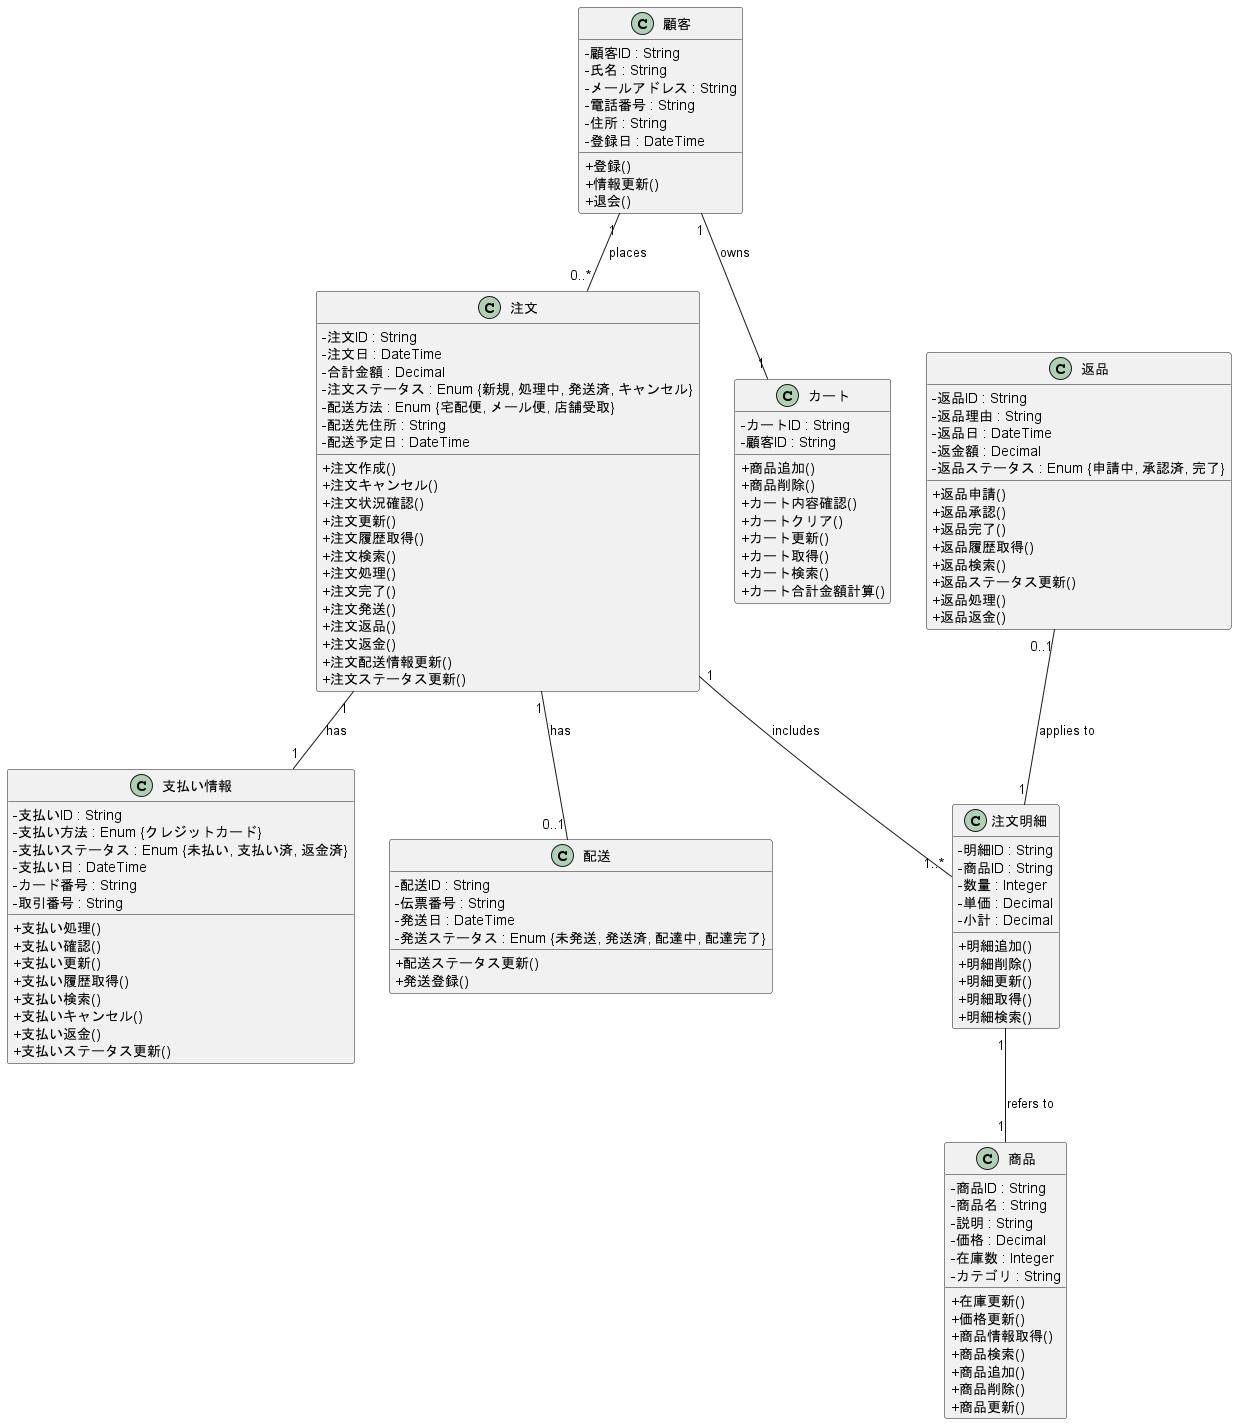 顧客
-顧客ID : String
-氏名 : String
-メールアドレス : String
-電話番号 : String
-住所 : String
-登録日 : DateTime
+登録()
+情報更新()
+退会()
1
places
0..*
1
owns
1
注文
-注文ID : String
-注文日 : DateTime
-合計金額 : Decimal
-注文ステータス : Enum {新規, 処理中, 発送済, キャンセル}
-配送方法 : Enum {宅配便, メール便, 店舗受取}
-配送先住所 : String
-配送予定日 : DateTime
+注文作成()
+注文キャンセル()
+注文状況確認()
+注文更新()
+注文履歴取得()
+注文検索()
+注文処理()
+注文完了()
+注文発送()
+注文返品()
+注文返金()
+注文配送情報更新()
+注文ステータス更新()
カート
-カートID : String
-顧客ID : String
+商品追加()
+商品削除()
+カート内容確認()
+カートクリア()
+カート更新()
+カート取得()
+カート検索()
+カート合計金額計算()
返品
-返品ID : String
-返品理由 : String
-返品日 : DateTime
-返金額 : Decimal
-返品ステータス : Enum {申請中, 承認済, 完了}
+返品申請()
+返品承認()
+返品完了()
+返品履歴取得()
+返品検索()
+返品ステータス更新()
+返品処理()
+返品返金()
1
has
1
1
has
0..1
1
includes
1..*
0..1
applies to
1
支払い情報
-支払いID : String
-支払い方法 : Enum {クレジットカード}
-支払いステータス : Enum {未払い, 支払い済, 返金済}
-支払い日 : DateTime
-カード番号 : String
-取引番号 : String
+支払い処理()
+支払い確認()
+支払い更新()
+支払い履歴取得()
+支払い検索()
+支払いキャンセル()
+支払い返金()
+支払いステータス更新()
配送
-配送ID : String
-伝票番号 : String
-発送日 : DateTime
-発送ステータス : Enum {未発送, 発送済, 配達中, 配達完了}
+配送ステータス更新()
+発送登録()
注文明細
-明細ID : String
-商品ID : String
-数量 : Integer
-単価 : Decimal
-小計 : Decimal
+明細追加()
+明細削除()
+明細更新()
+明細取得()
+明細検索()
1
refers to
1
商品
-商品ID : String
-商品名 : String
-説明 : String
-価格 : Decimal
-在庫数 : Integer
-カテゴリ : String
+在庫更新()
+価格更新()
+商品情報取得()
+商品検索()
+商品追加()
+商品削除()
+商品更新()